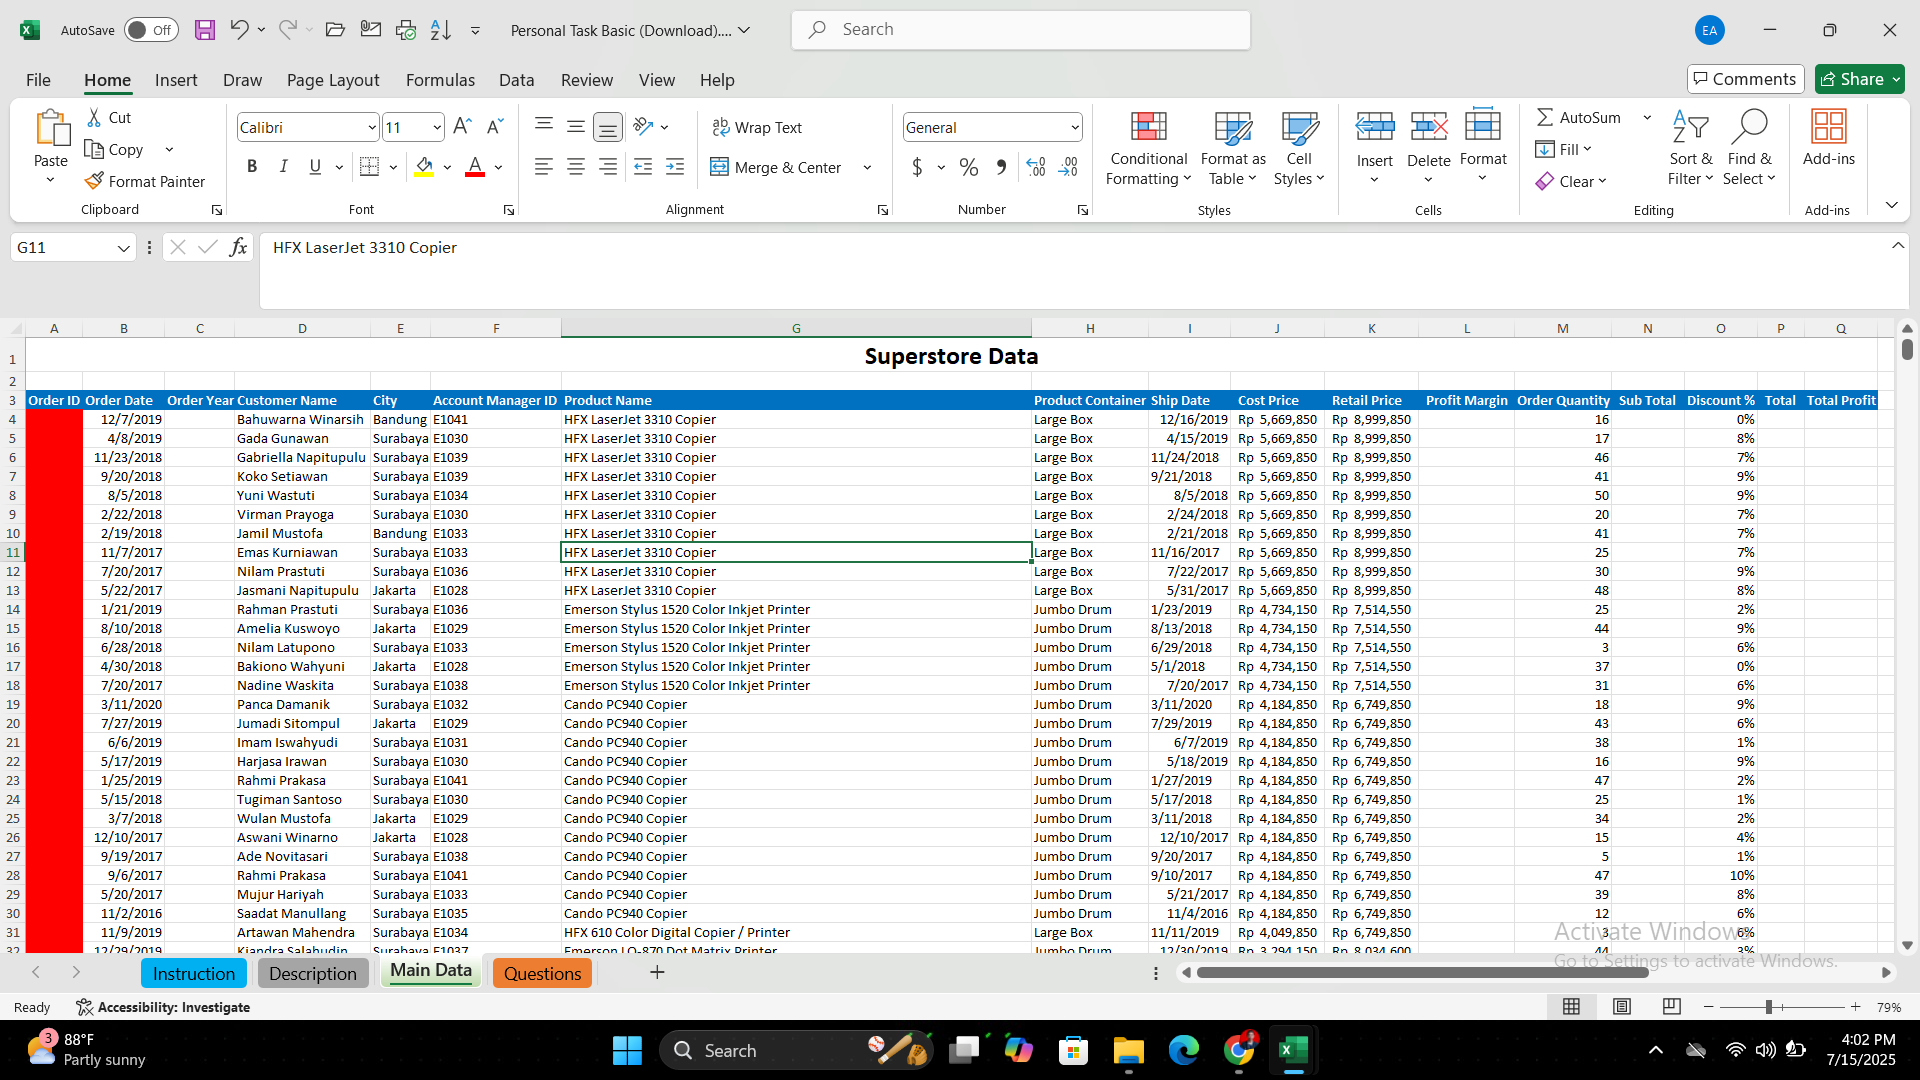 AutoSave Off Personal Task Basic (Download).... Search EA
File Home Insert Draw Page Layout Formulas Data Review View Help Comments Share
Paste Cut Copy Format Painter Clipboard
Calibri 11 B I U A Font
Wrap Text Merge & Center Alignment
General $ % Number
Conditional Formatting Format as Table Cell Styles Styles
Insert Delete Format Cells
AutoSum Fill Clear Sort & Filter Find & Select Editing
Add-ins Add-ins
G11 fx HFX LaserJet 3310 Copier
A B C D E F G H I J K L M N O P Q
1 Superstore Data
2
3 Order ID Order Date Order Year Customer Name City Account Manager ID Product Name Product Container Ship Date Cost Price Retail Price Profit Margin Order Quantity Sub Total Discount % Total Total Profit
4 12/7/2019 Bahuwarna Winarsih Bandung E1041 HFX LaserJet 3310 Copier Large Box 12/16/2019 Rp 5,669,850 Rp 8,999,850 16 0%
5 4/8/2019 Gada Gunawan Surabaya E1030 HFX LaserJet 3310 Copier Large Box 4/15/2019 Rp 5,669,850 Rp 8,999,850 17 8%
6 11/23/2018 Gabriella Napitupulu Surabaya E1039 HFX LaserJet 3310 Copier Large Box 11/24/2018 Rp 5,669,850 Rp 8,999,850 46 7%
7 9/20/2018 Koko Setiawan Surabaya E1039 HFX LaserJet 3310 Copier Large Box 9/21/2018 Rp 5,669,850 Rp 8,999,850 41 9%
8 8/5/2018 Yuni Wastuti Surabaya E1034 HFX LaserJet 3310 Copier Large Box 8/5/2018 Rp 5,669,850 Rp 8,999,850 50 9%
9 2/22/2018 Virman Prayoga Surabaya E1030 HFX LaserJet 3310 Copier Large Box 2/24/2018 Rp 5,669,850 Rp 8,999,850 20 7%
10 2/19/2018 Jamil Mustofa Bandung E1033 HFX LaserJet 3310 Copier Large Box 2/21/2018 Rp 5,669,850 Rp 8,999,850 41 7%
11 11/7/2017 Emas Kurniawan Surabaya E1033 HFX LaserJet 3310 Copier Large Box 11/16/2017 Rp 5,669,850 Rp 8,999,850 25 7%
12 7/20/2017 Nilam Prastuti Surabaya E1036 HFX LaserJet 3310 Copier Large Box 7/22/2017 Rp 5,669,850 Rp 8,999,850 30 9%
13 5/22/2017 Jasmani Napitupulu Jakarta E1028 HFX LaserJet 3310 Copier Large Box 5/31/2017 Rp 5,669,850 Rp 8,999,850 48 8%
14 1/21/2019 Rahman Prastuti Surabaya E1036 Emerson Stylus 1520 Color Inkjet Printer Jumbo Drum 1/23/2019 Rp 4,734,150 Rp 7,514,550 25 2%
15 8/10/2018 Amelia Kuswoyo Jakarta E1029 Emerson Stylus 1520 Color Inkjet Printer Jumbo Drum 8/13/2018 Rp 4,734,150 Rp 7,514,550 44 9%
16 6/28/2018 Nilam Latupono Surabaya E1033 Emerson Stylus 1520 Color Inkjet Printer Jumbo Drum 6/29/2018 Rp 4,734,150 Rp 7,514,550 3 6%
17 4/30/2018 Bakiono Wahyuni Jakarta E1028 Emerson Stylus 1520 Color Inkjet Printer Jumbo Drum 5/1/2018 Rp 4,734,150 Rp 7,514,550 37 0%
18 7/20/2017 Nadine Waskita Surabaya E1038 Emerson Stylus 1520 Color Inkjet Printer Jumbo Drum 7/20/2017 Rp 4,734,150 Rp 7,514,550 31 6%
19 3/11/2020 Panca Damanik Surabaya E1032 Cando PC940 Copier Jumbo Drum 3/11/2020 Rp 4,184,850 Rp 6,749,850 18 9%
20 7/27/2019 Jumadi Sitompul Jakarta E1029 Cando PC940 Copier Jumbo Drum 7/29/2019 Rp 4,184,850 Rp 6,749,850 43 6%
21 6/6/2019 Imam Iswahyudi Surabaya E1031 Cando PC940 Copier Jumbo Drum 6/7/2019 Rp 4,184,850 Rp 6,749,850 38 1%
22 5/17/2019 Harjasa Irawan Surabaya E1030 Cando PC940 Copier Jumbo Drum 5/18/2019 Rp 4,184,850 Rp 6,749,850 16 9%
23 1/25/2019 Rahmi Prakasa Surabaya E1041 Cando PC940 Copier Jumbo Drum 1/27/2019 Rp 4,184,850 Rp 6,749,850 47 2%
24 5/15/2018 Tugiman Santoso Surabaya E1030 Cando PC940 Copier Jumbo Drum 5/17/2018 Rp 4,184,850 Rp 6,749,850 25 1%
25 3/7/2018 Wulan Mustofa Jakarta E1029 Cando PC940 Copier Jumbo Drum 3/11/2018 Rp 4,184,850 Rp 6,749,850 34 2%
26 12/10/2017 Aswani Winarno Jakarta E1028 Cando PC940 Copier Jumbo Drum 12/10/2017 Rp 4,184,850 Rp 6,749,850 15 4%
27 9/19/2017 Ade Novitasari Surabaya E1038 Cando PC940 Copier Jumbo Drum 9/20/2017 Rp 4,184,850 Rp 6,749,850 5 1%
28 9/6/2017 Rahmi Prakasa Surabaya E1041 Cando PC940 Copier Jumbo Drum 9/10/2017 Rp 4,184,850 Rp 6,749,850 47 10%
29 5/20/2017 Mujur Hariyah Surabaya E1033 Cando PC940 Copier Jumbo Drum 5/21/2017 Rp 4,184,850 Rp 6,749,850 39 8%
30 11/2/2016 Saadat Manullang Surabaya E1035 Cando PC940 Copier Jumbo Drum 11/4/2016 Rp 4,184,850 Rp 6,749,850 12 6%
31 11/9/2019 Artawan Mahendra Surabaya E1034 HFX 610 Color Digital Copier / Printer Large Box 11/11/2019 Rp 4,049,850 Rp 6,749,850 3 6%
32 12/29/2019 Kiandra Salahudin Surabaya E1037 Emerson LQ-870 Dot Matrix Printer Jumbo Drum 12/30/2019 Rp 3,294,150 Rp 8,034,600 44 3%
Activate Windows
Go to Settings to activate Windows.
Instruction Description Main Data Questions
Ready Accessibility: Investigate 79%
3 88°F
Partly sunny
Search
4:02 PM
7/15/2025